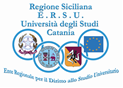 Regione Siciliana
E.R.S.U.
Università degli Studi
Catania
Ente Regionale per il Diritto allo Studio Universitario